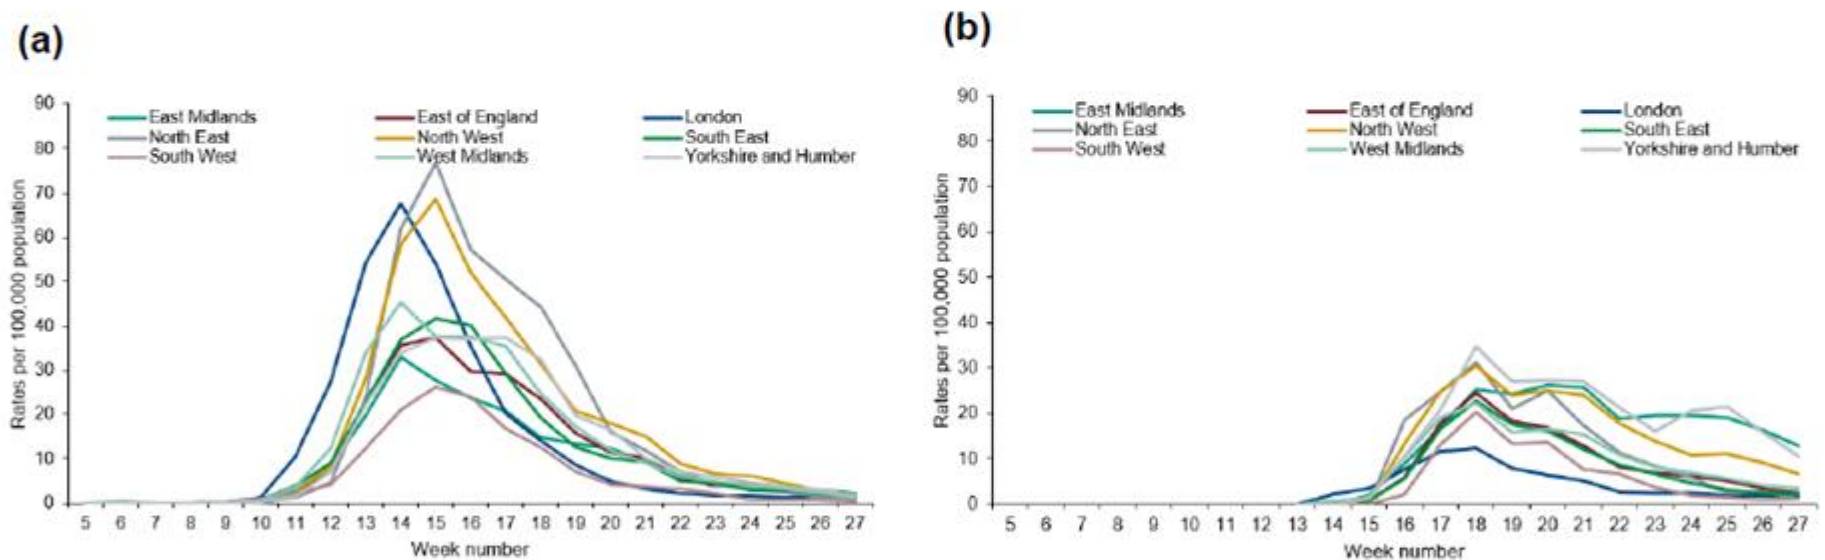 (a)
90
80
70
60
50
40
30
20
10
0
Rates per 100,000 population
East Midlands East of England London
North East North West South East
South West West Midlands Yorkshire and Humber
5 6 7 8 9 10 11 12 13 14 15 16 17 18 19 20 21 22 23 24 25 26 27
Week number
(b)
90
80
70
60
50
40
30
20
10
0
Rates per 100,000 population
East Midlands East of England London
North East North West South East
South West West Midlands Yorkshire and Humber
5 6 7 8 9 10 11 12 13 14 15 16 17 18 19 20 21 22 23 24 25 26 27
Week number